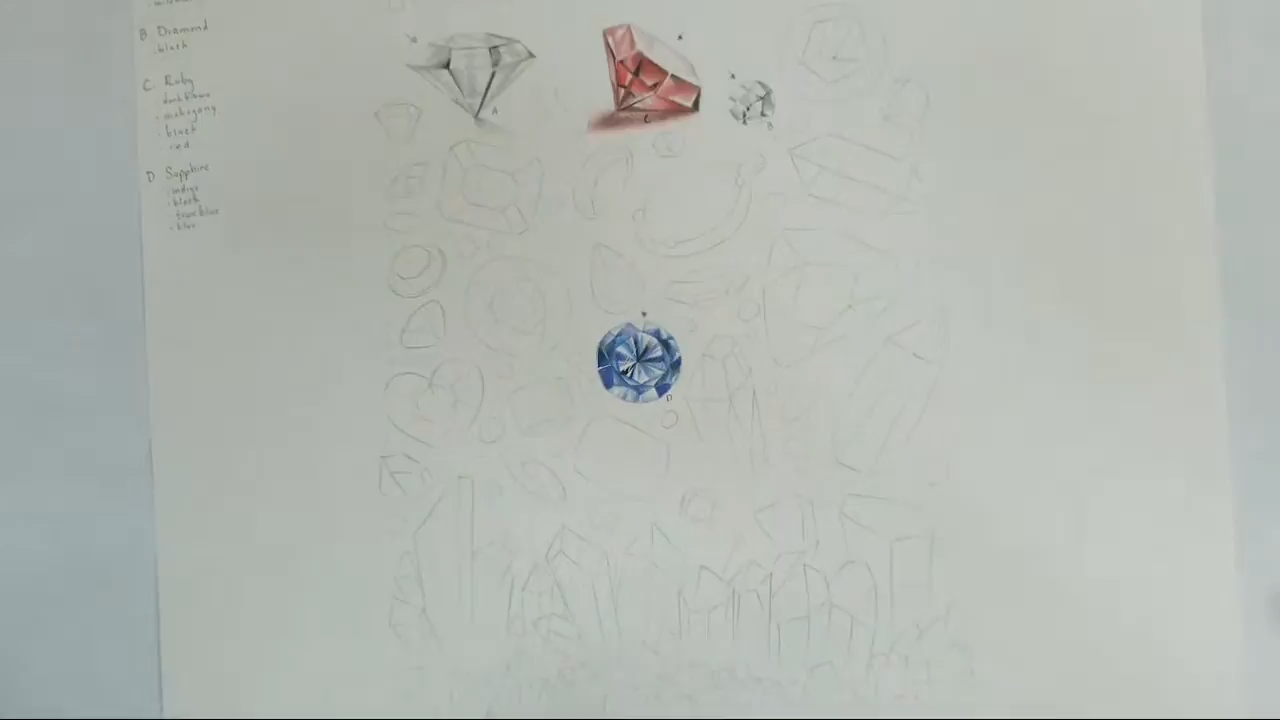 B Diamond
· black
C Ruby
· dark brown
· mahogany
· black
· red
D Sapphire
· indigo
· black
· true blue
· blue
A
C
B
D